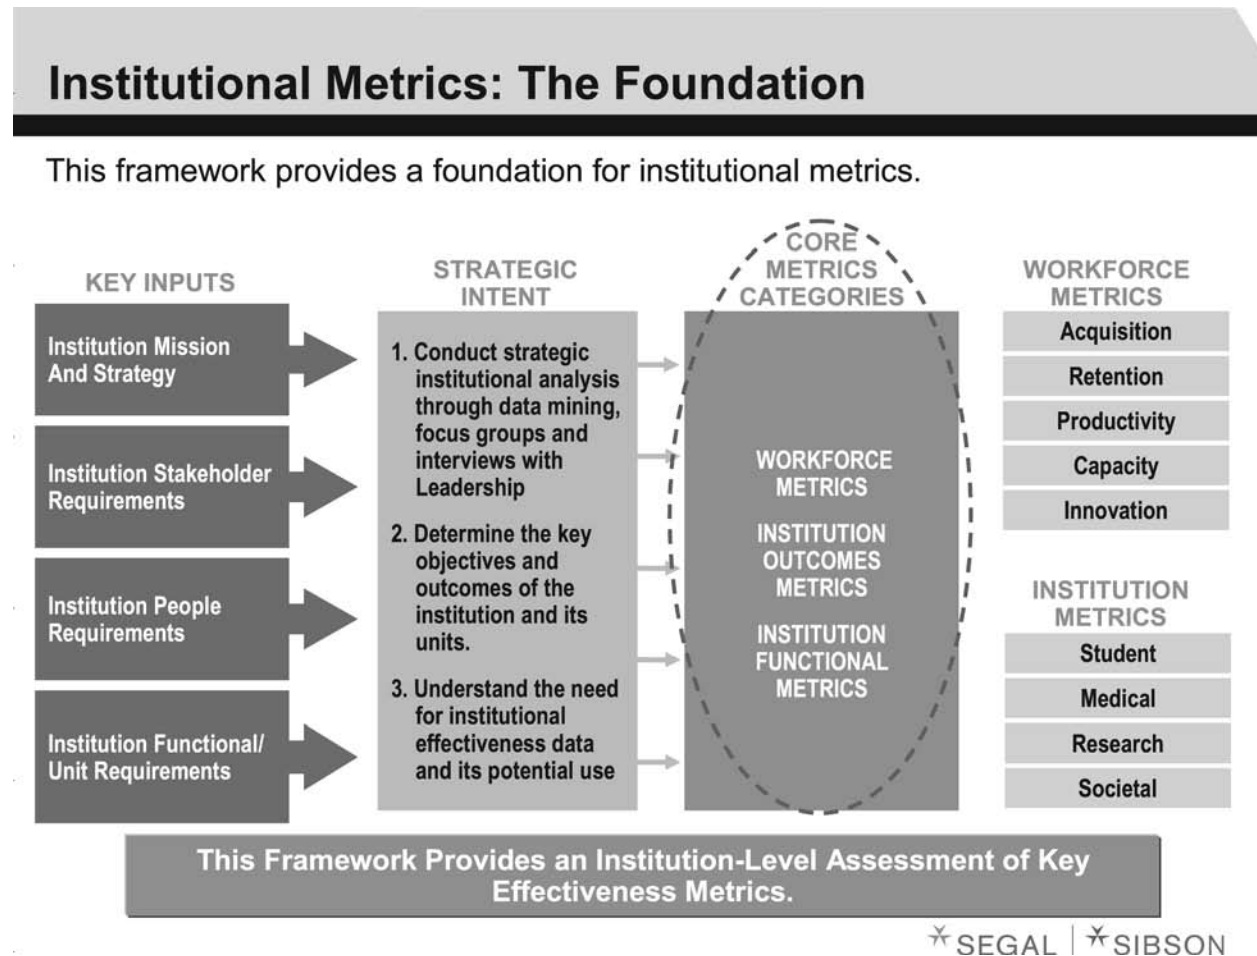 Institutional Metrics: The Foundation
This framework provides a foundation for institutional metrics.
KEY INPUTS
Institution Mission
And Strategy
Institution Stakeholder
Requirements
Institution People
Requirements
Institution Functional/
Unit Requirements
STRATEGIC
INTENT
1. Conduct strategic
institutional analysis
through data mining,
focus groups and
interviews with
Leadership
2. Determine the key
objectives and
outcomes of the
institution and its
units.
3. Understand the need
for institutional
effectiveness data
and its potential use
CORE
METRICS
CATEGORIES
WORKFORCE
METRICS
INSTITUTION
OUTCOMES
METRICS
INSTITUTION
FUNCTIONAL
METRICS
WORKFORCE
METRICS
Acquisition
Retention
Productivity
Capacity
Innovation
INSTITUTION
METRICS
Student
Medical
Research
Societal
This Framework Provides an Institution-Level Assessment of Key
Effectiveness Metrics.
SEGAL | SIBSON